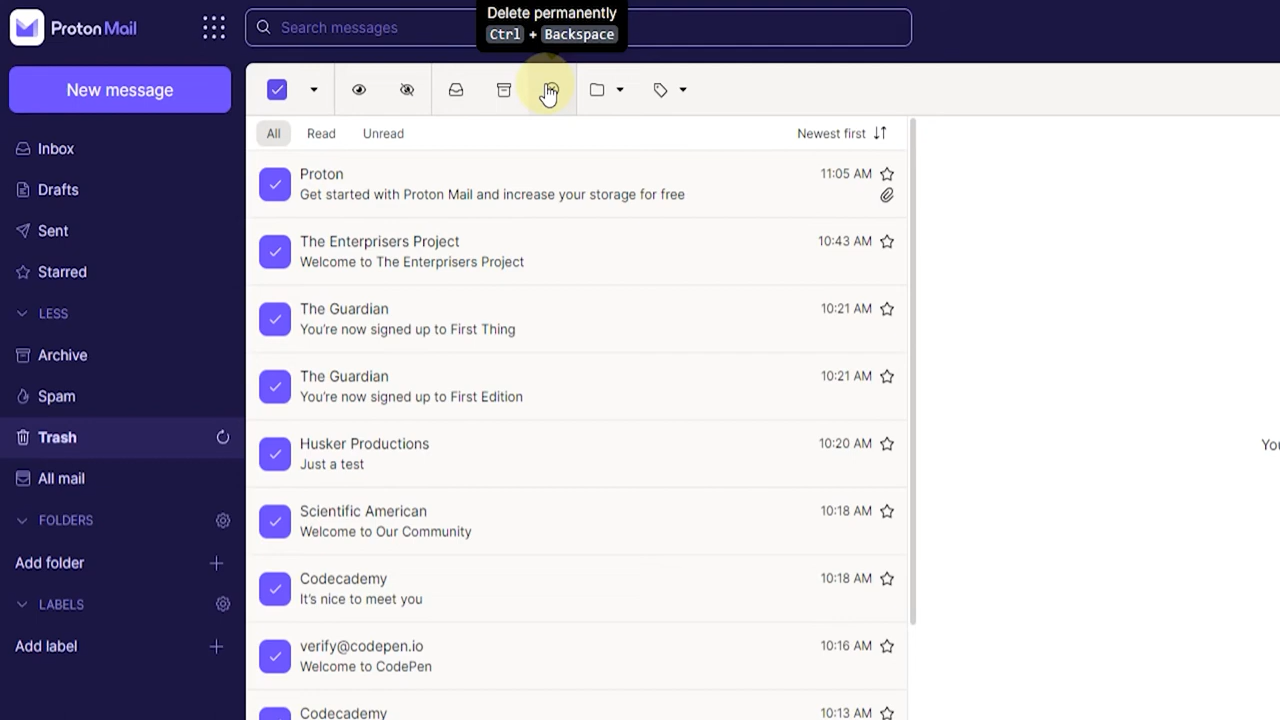 Delete permanently
Ctrl + Backspace
Proton Mail
Search messages
New message
Inbox
Drafts
Sent
Starred
LESS
Archive
Spam
Trash
All mail
FOLDERS
Add folder
LABELS
Add label
All Read Unread Newest first
Proton 11:05 AM
Get started with Proton Mail and increase your storage for free
The Enterprisers Project 10:43 AM
Welcome to The Enterprisers Project
The Guardian 10:21 AM
You're now signed up to First Thing
The Guardian 10:21 AM
You're now signed up to First Edition
Husker Productions 10:20 AM
Just a test
Scientific American 10:18 AM
Welcome to Our Community
Codecademy 10:18 AM
It's nice to meet you
verify@codepen.io 10:16 AM
Welcome to CodePen
Codecademy 10:13 AM